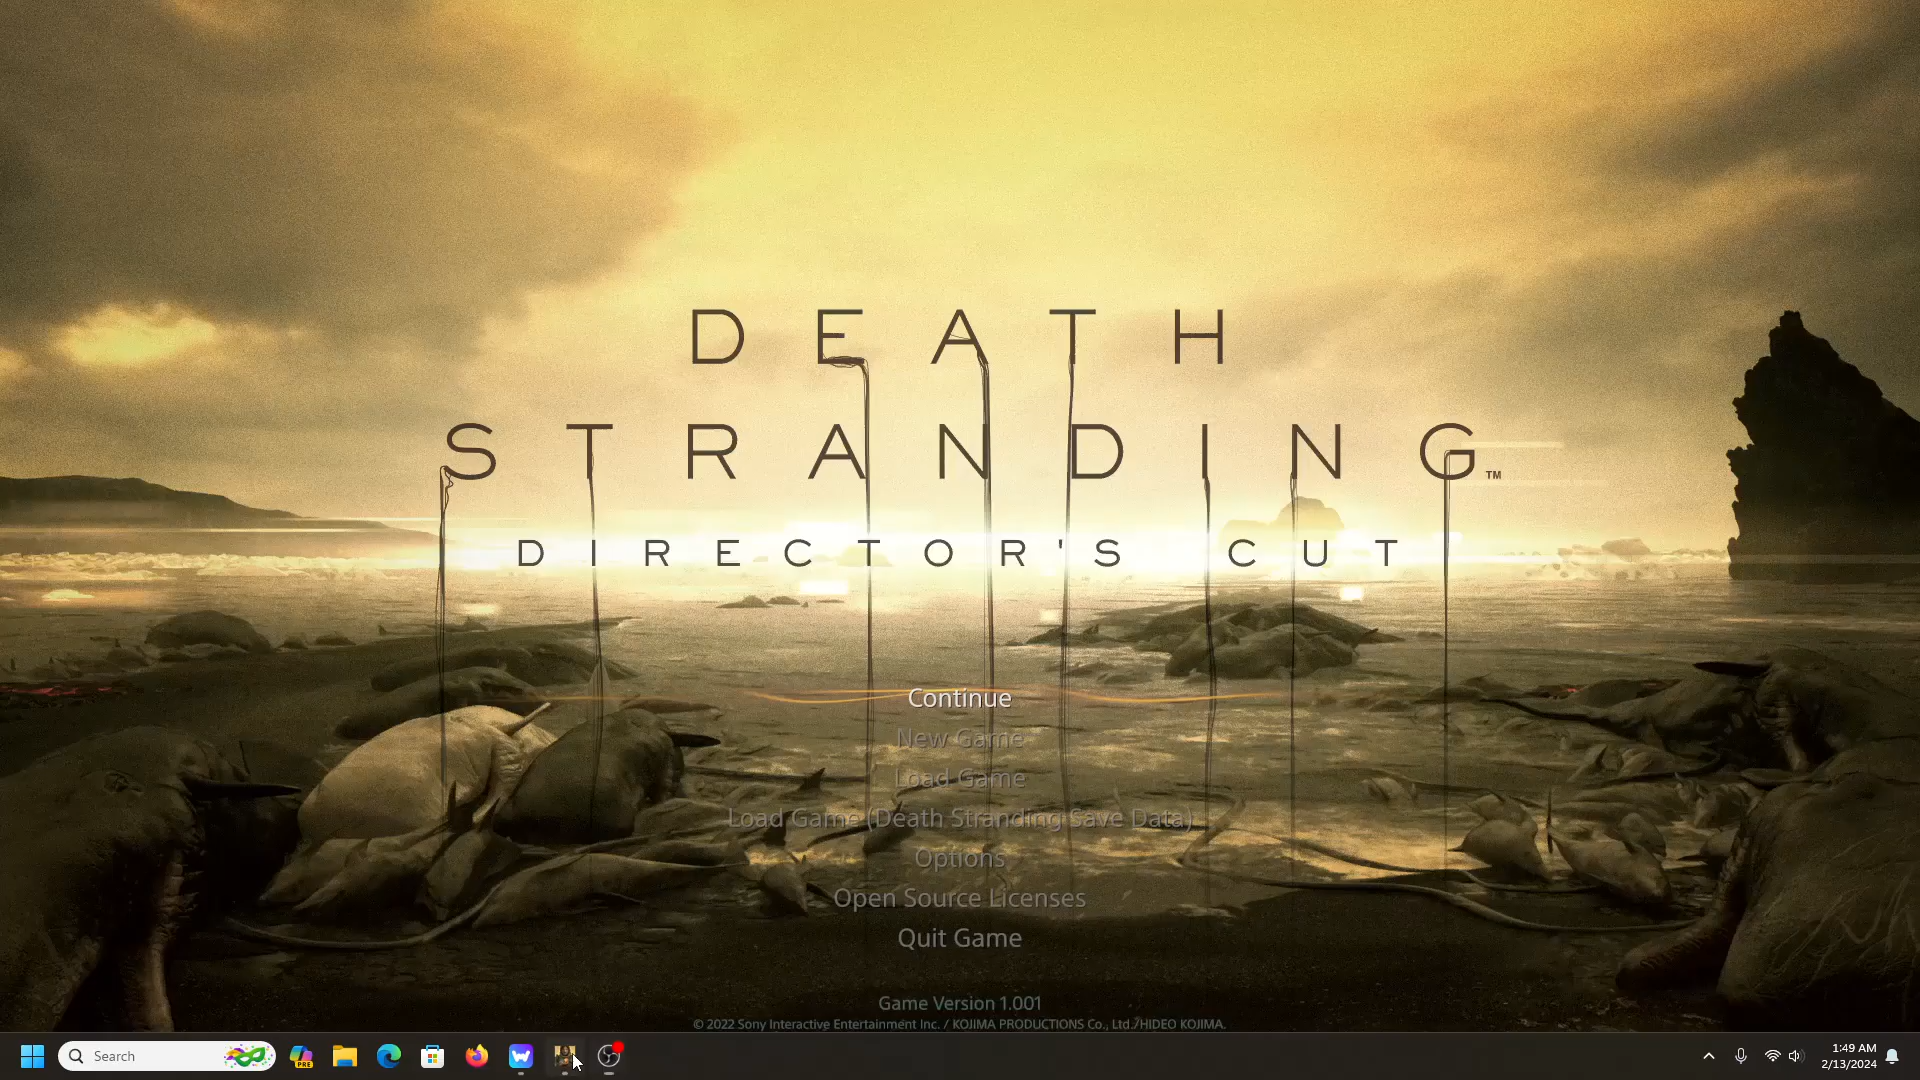 DEATH
STRANDING™
DIRECTOR'S CUT
Continue
New Game
Load Game
Load Game (Death Stranding Save Data)
Options
Open Source Licenses
Quit Game
Game Version 1.001
© 2022 Sony Interactive Entertainment Inc. / KOJIMA PRODUCTIONS Co., Ltd./HIDEO KOJIMA.
Search
PRE
1:49 AM
2/13/2024